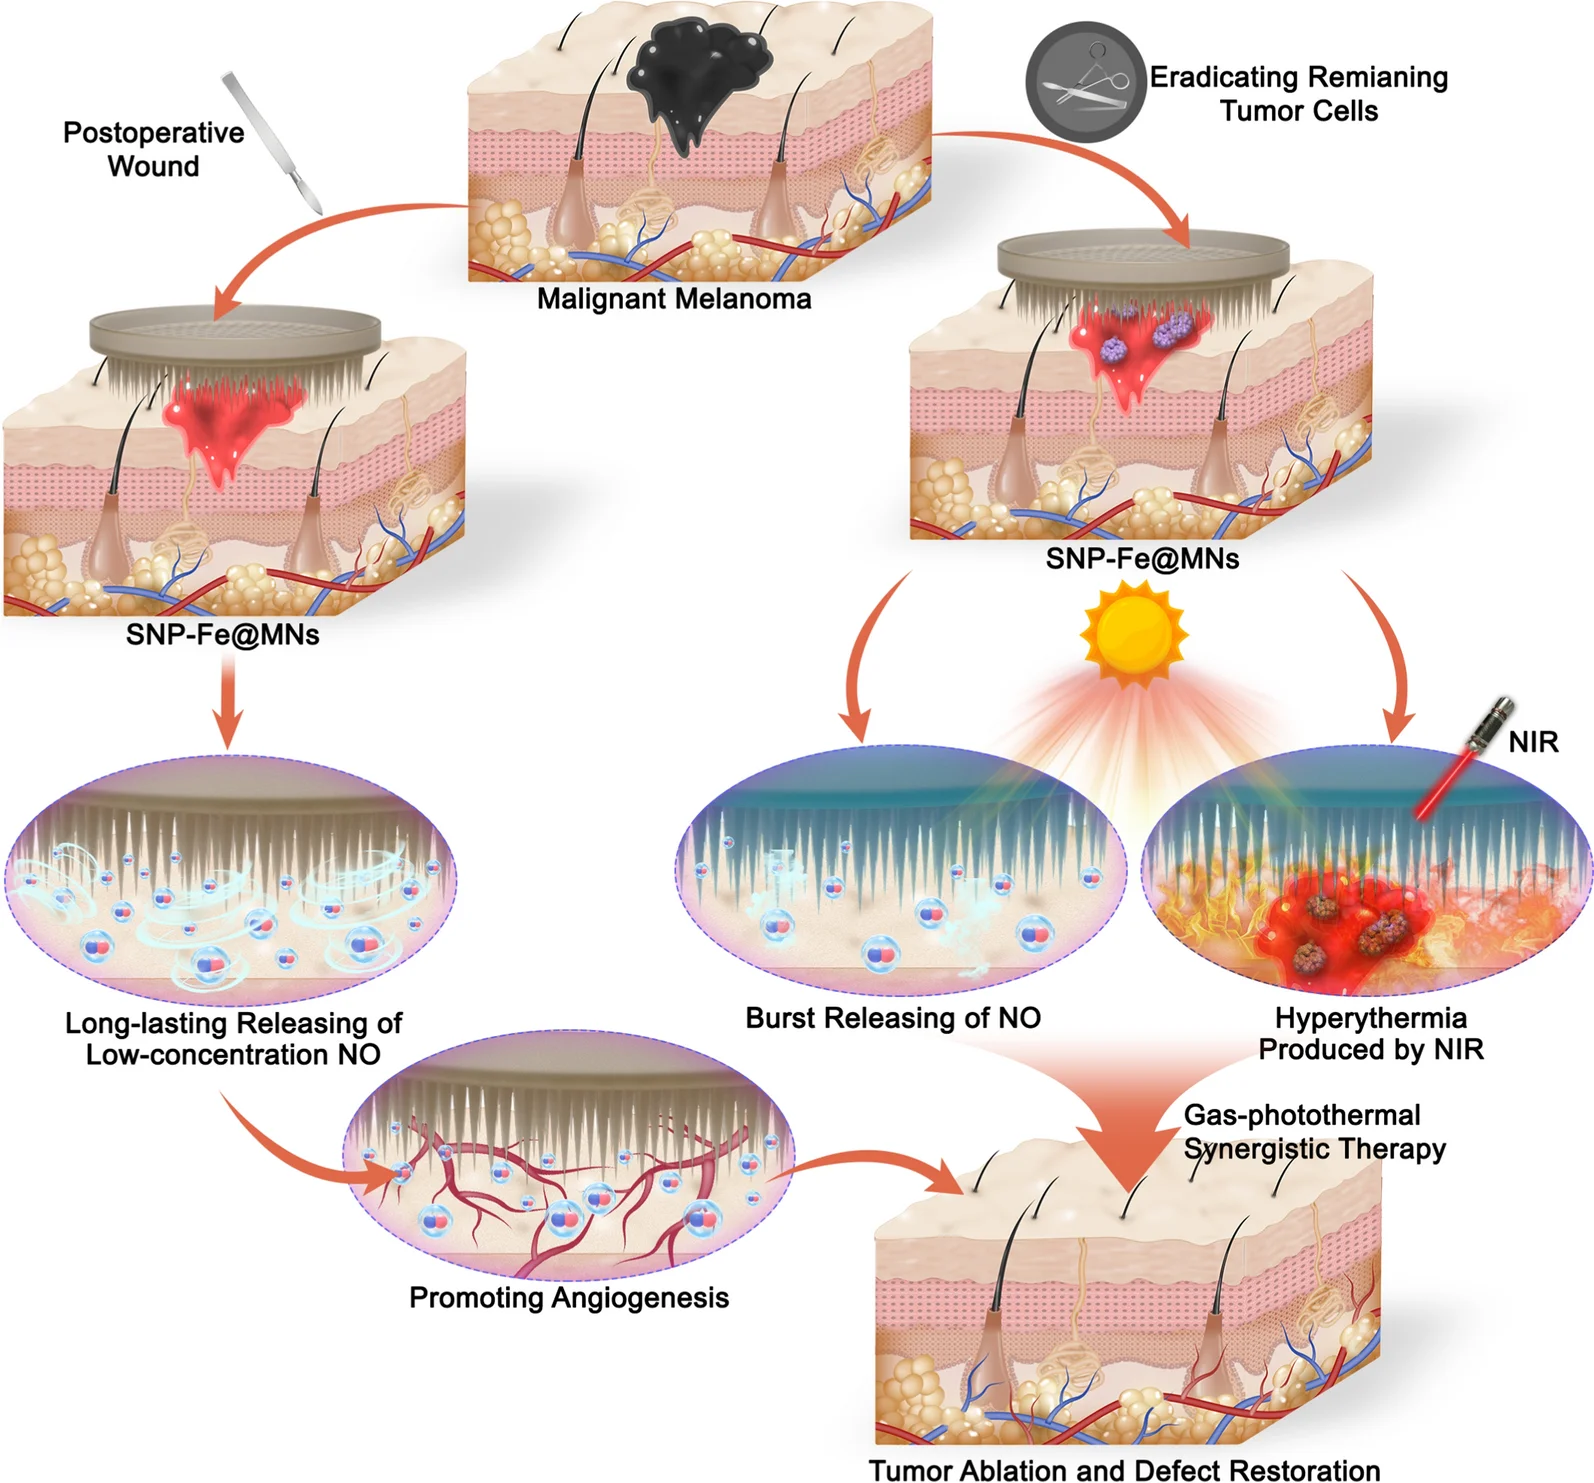 Postoperative
Wound
Eradicating Remianing
Tumor Cells
Malignant Melanoma
SNP-Fe@MNs
SNP-Fe@MNs
NIR
Long-lasting Releasing of
Low-concentration NO
Burst Releasing of NO
Hyperythermia
Produced by NIR
Promoting Angiogenesis
Gas-photothermal
Synergistic Therapy
Tumor Ablation and Defect Restoration